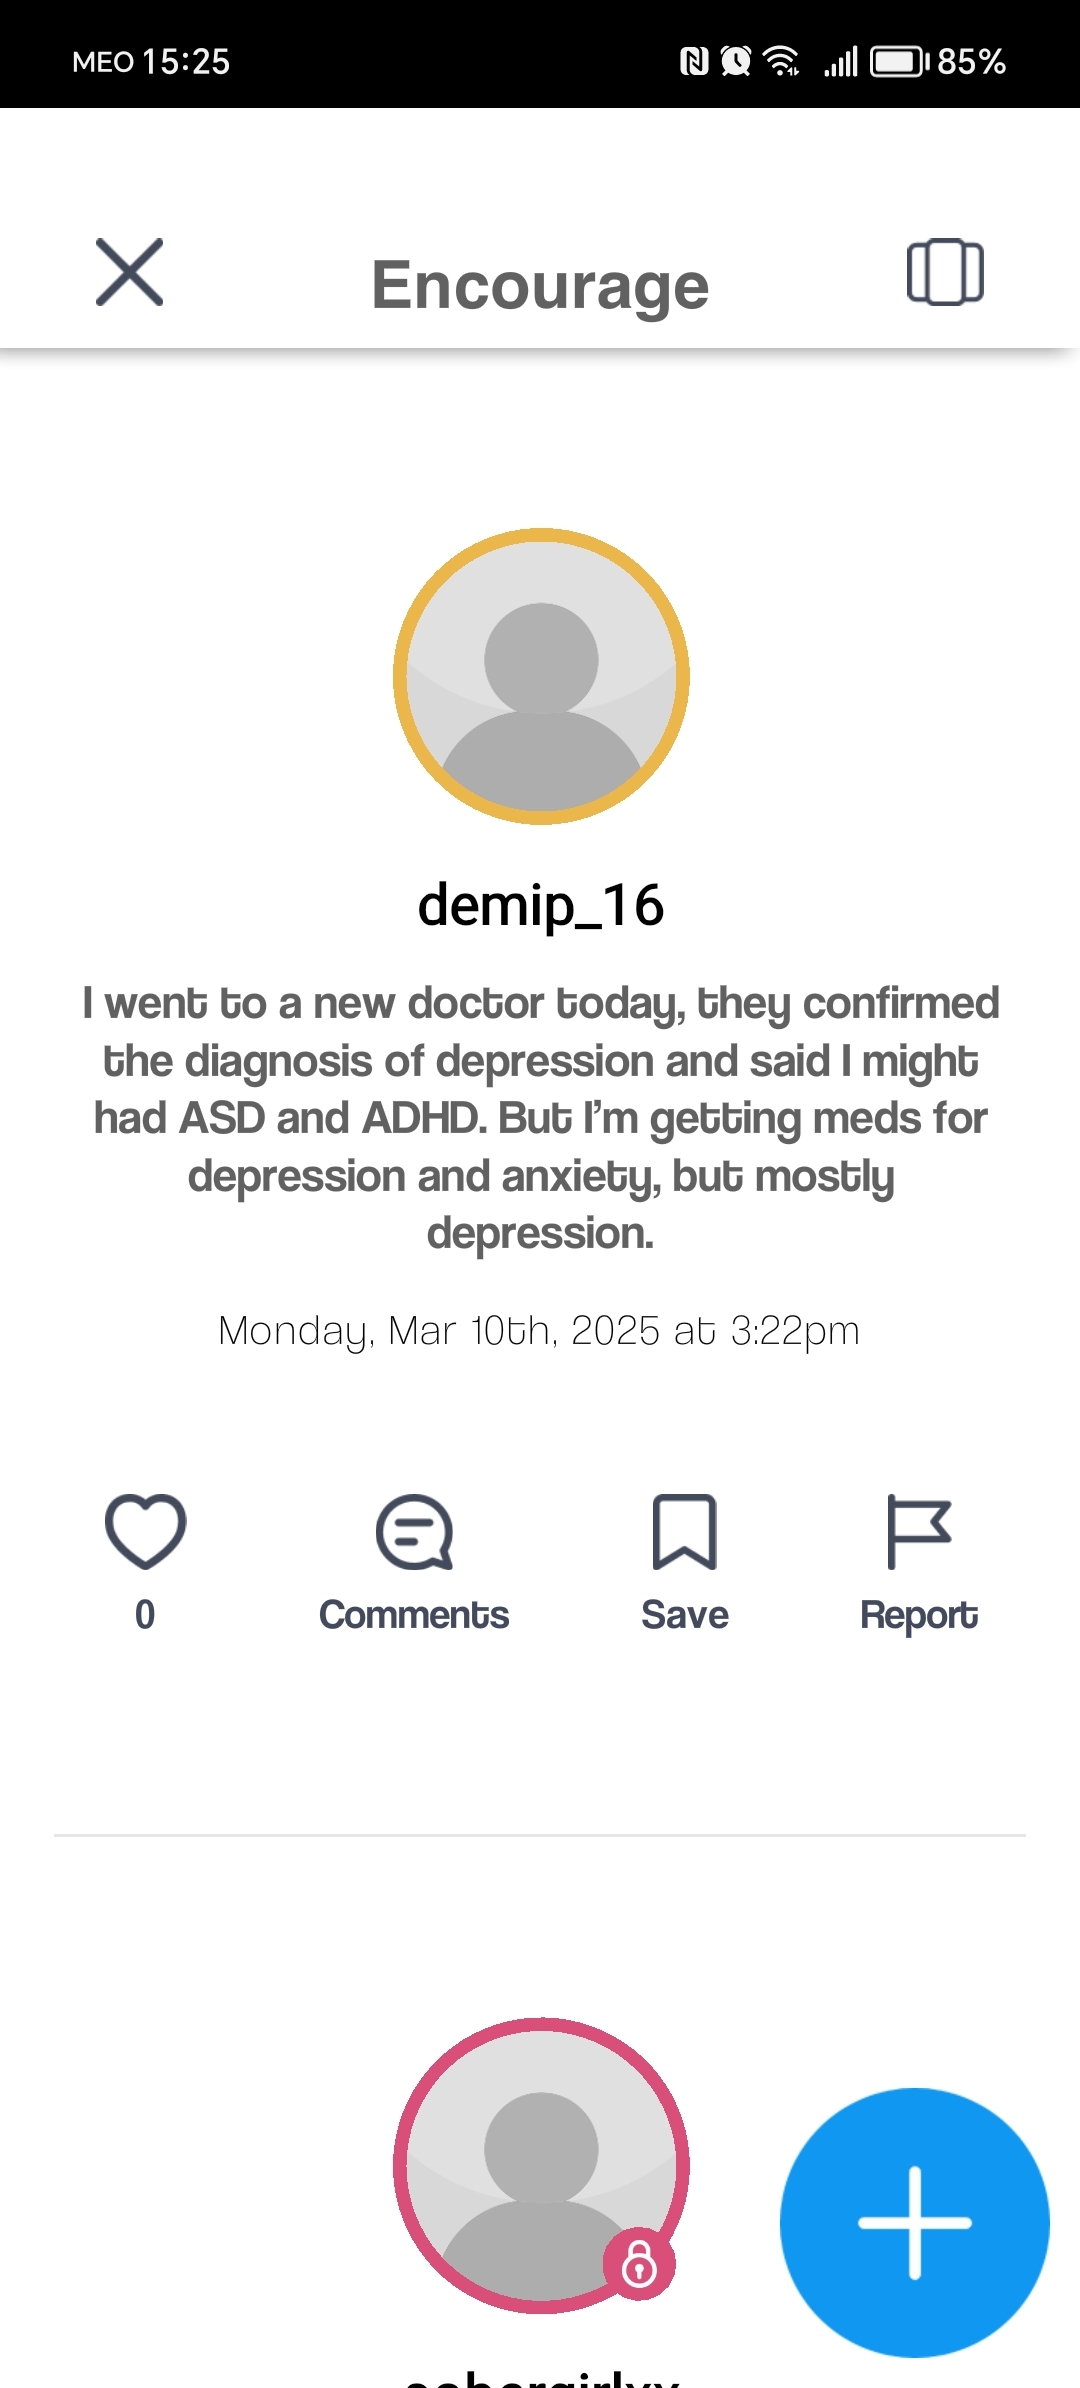 MEO 15:25
85%
Encourage
demip_16
I went to a new doctor today, they confirmed
the diagnosis of depression and said I might
had ASD and ADHD. But I'm getting meds for
depression and anxiety, but mostly
depression.
Monday, Mar 10th, 2025 at 3:22pm
0
Comments
Save
Report